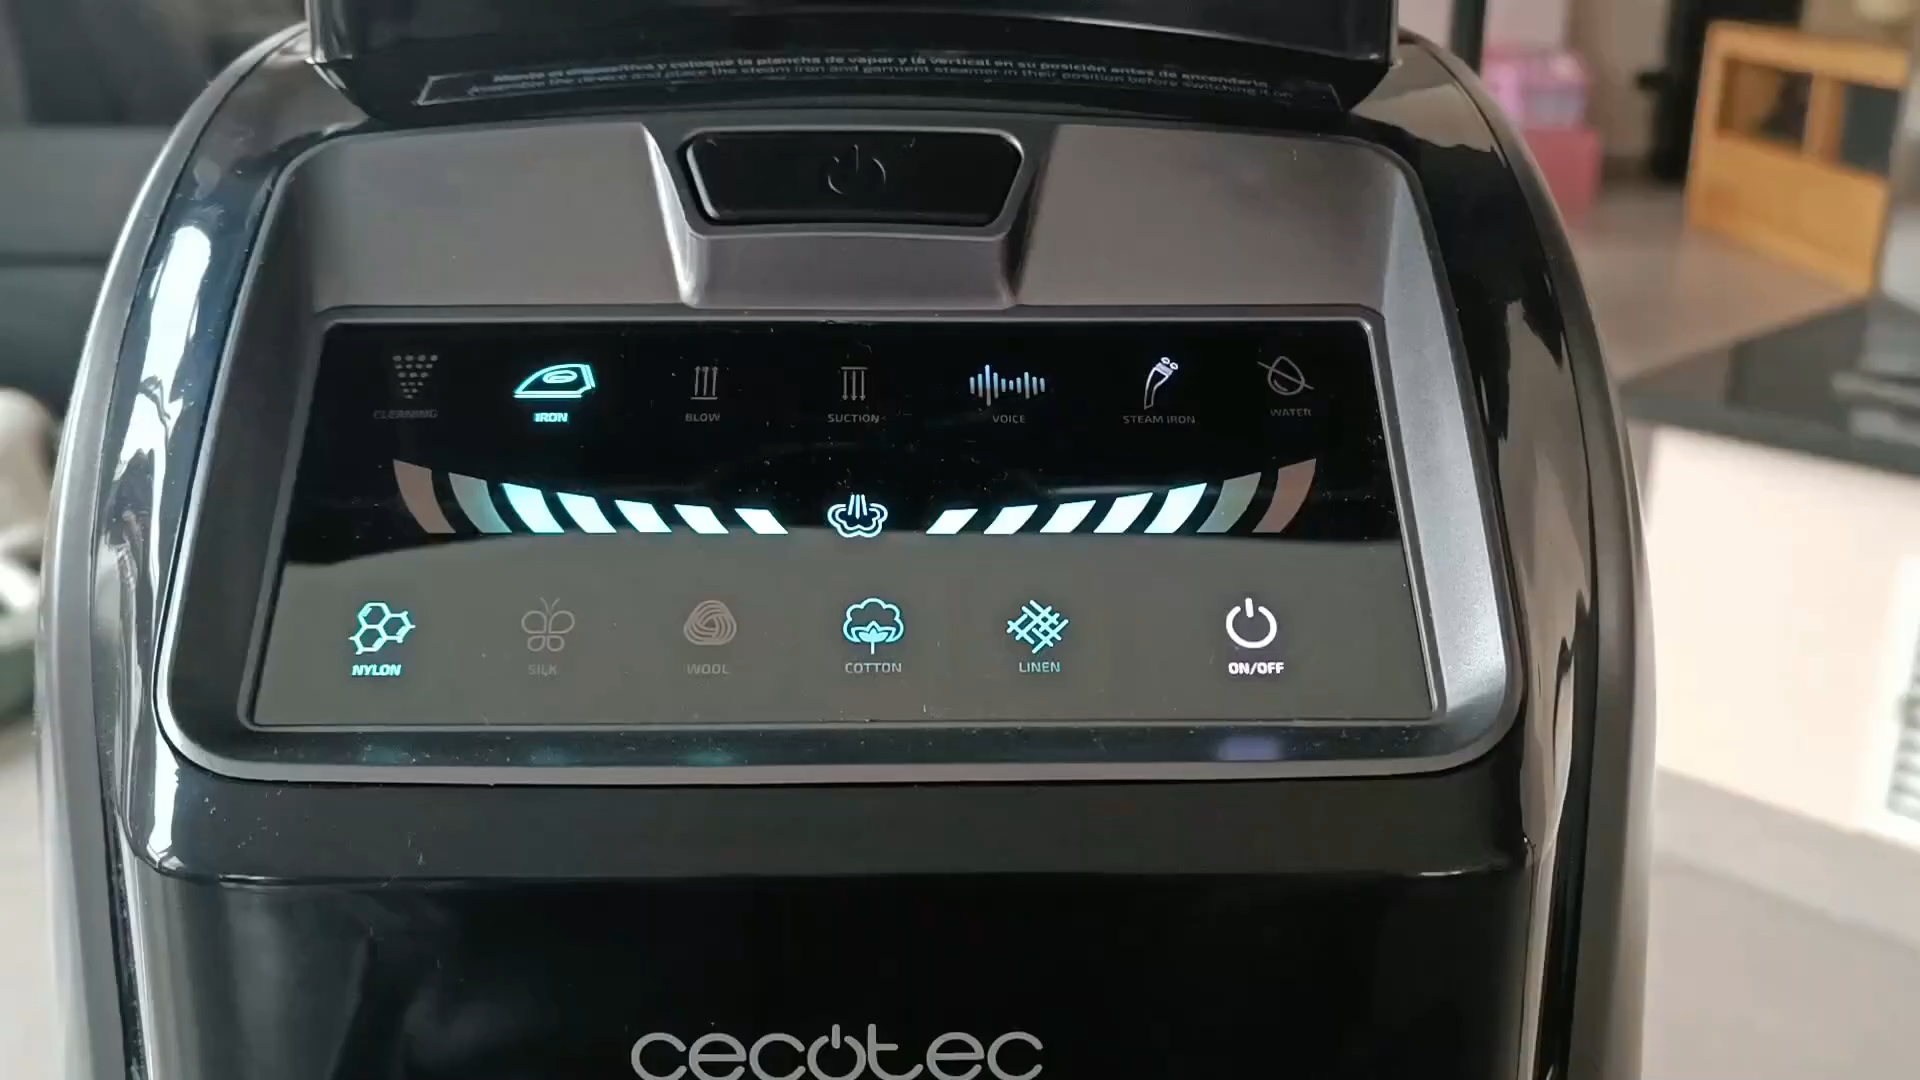 Monte el dispositivo y coloque la plancha de vapor y la vertical en su posición antes de encenderlo
Assemble the device and place the steam iron and garment steamer in their position before switching it on
CLEANING
IRON
BLOW
SUCTION
VOICE
STEAM IRON
WATER
NYLON
SILK
WOOL
COTTON
LINEN
ON/OFF
cecotec